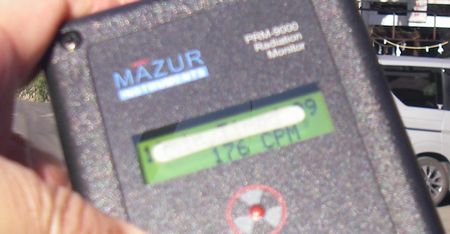 MAZUR
INSTRUMENTS
PRM-9000
Radiation
Monitor
176 CPM